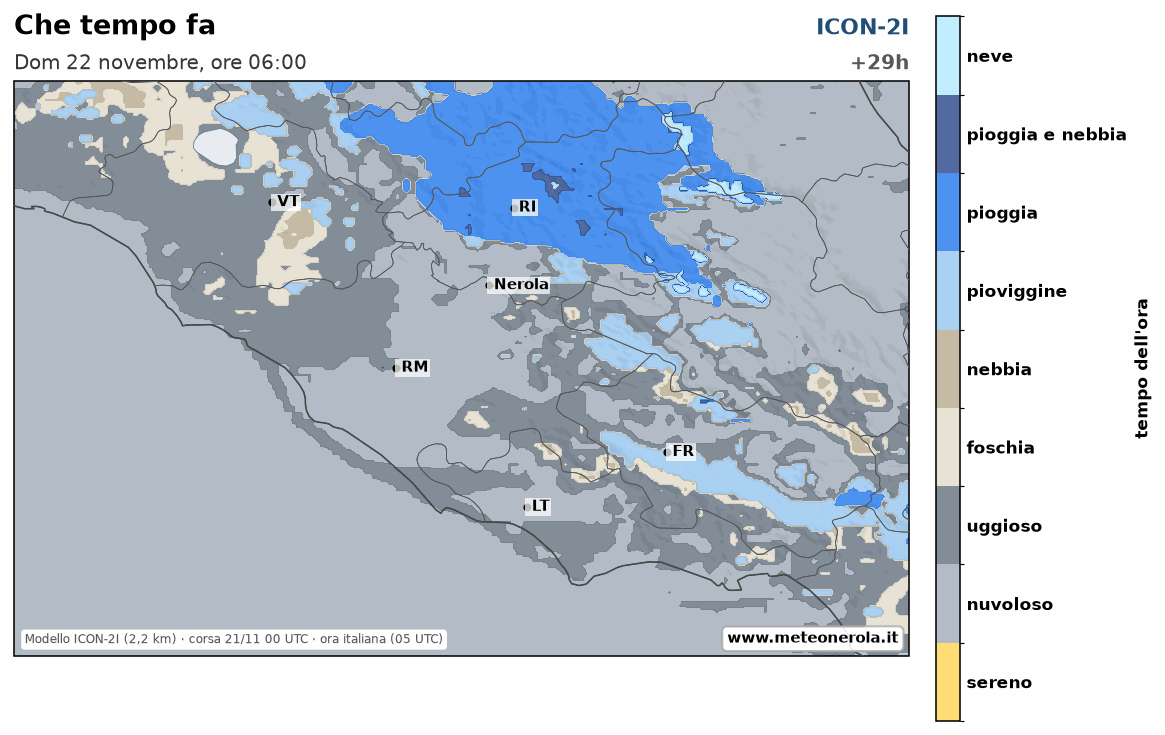 Che tempo fa
ICON-2I
Dom 22 novembre, ore 06:00
+29h
VT
RI
Nerola
RM
FR
LT
Modello ICON-2I (2,2 km) · corsa 21/11 00 UTC · ora italiana (05 UTC)
www.meteonerola.it
neve
pioggia e nebbia
pioggia
pioviggine
nebbia
foschia
uggioso
nuvoloso
sereno
tempo dell'ora